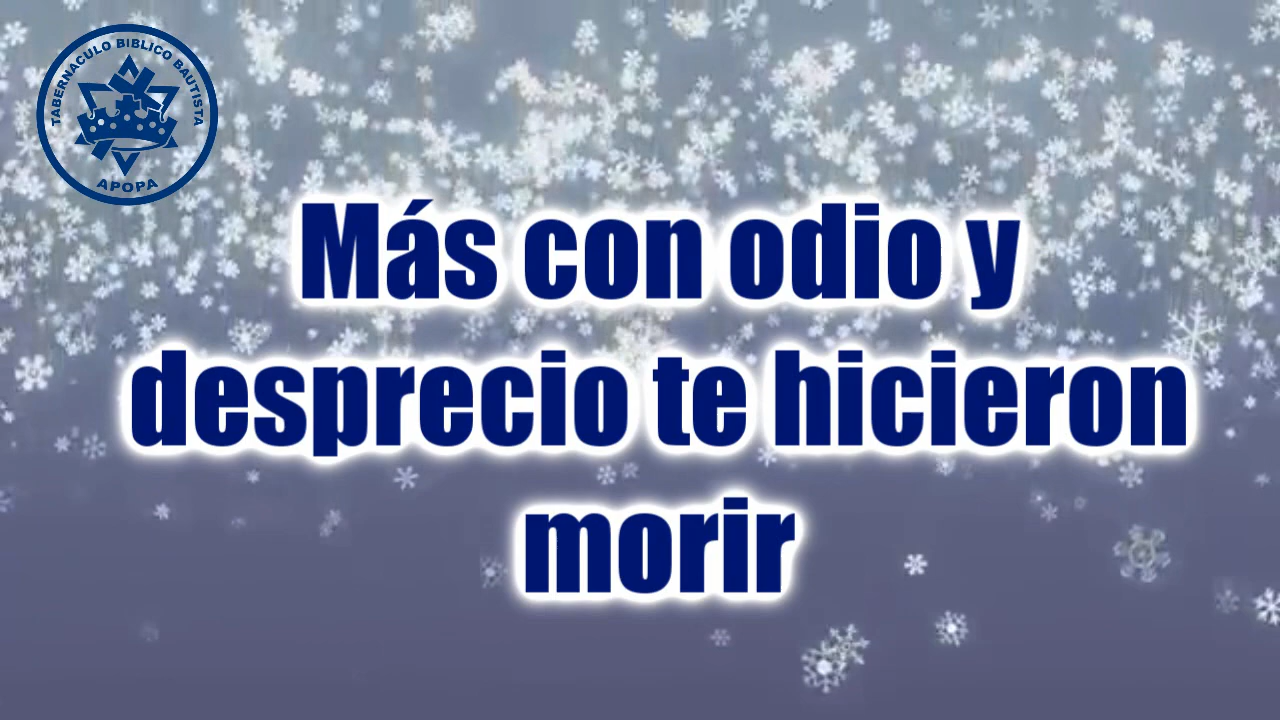 TABERNACULO BIBLICO BAUTISTA
APOPA
Más con odio y
desprecio te hicieron
morir